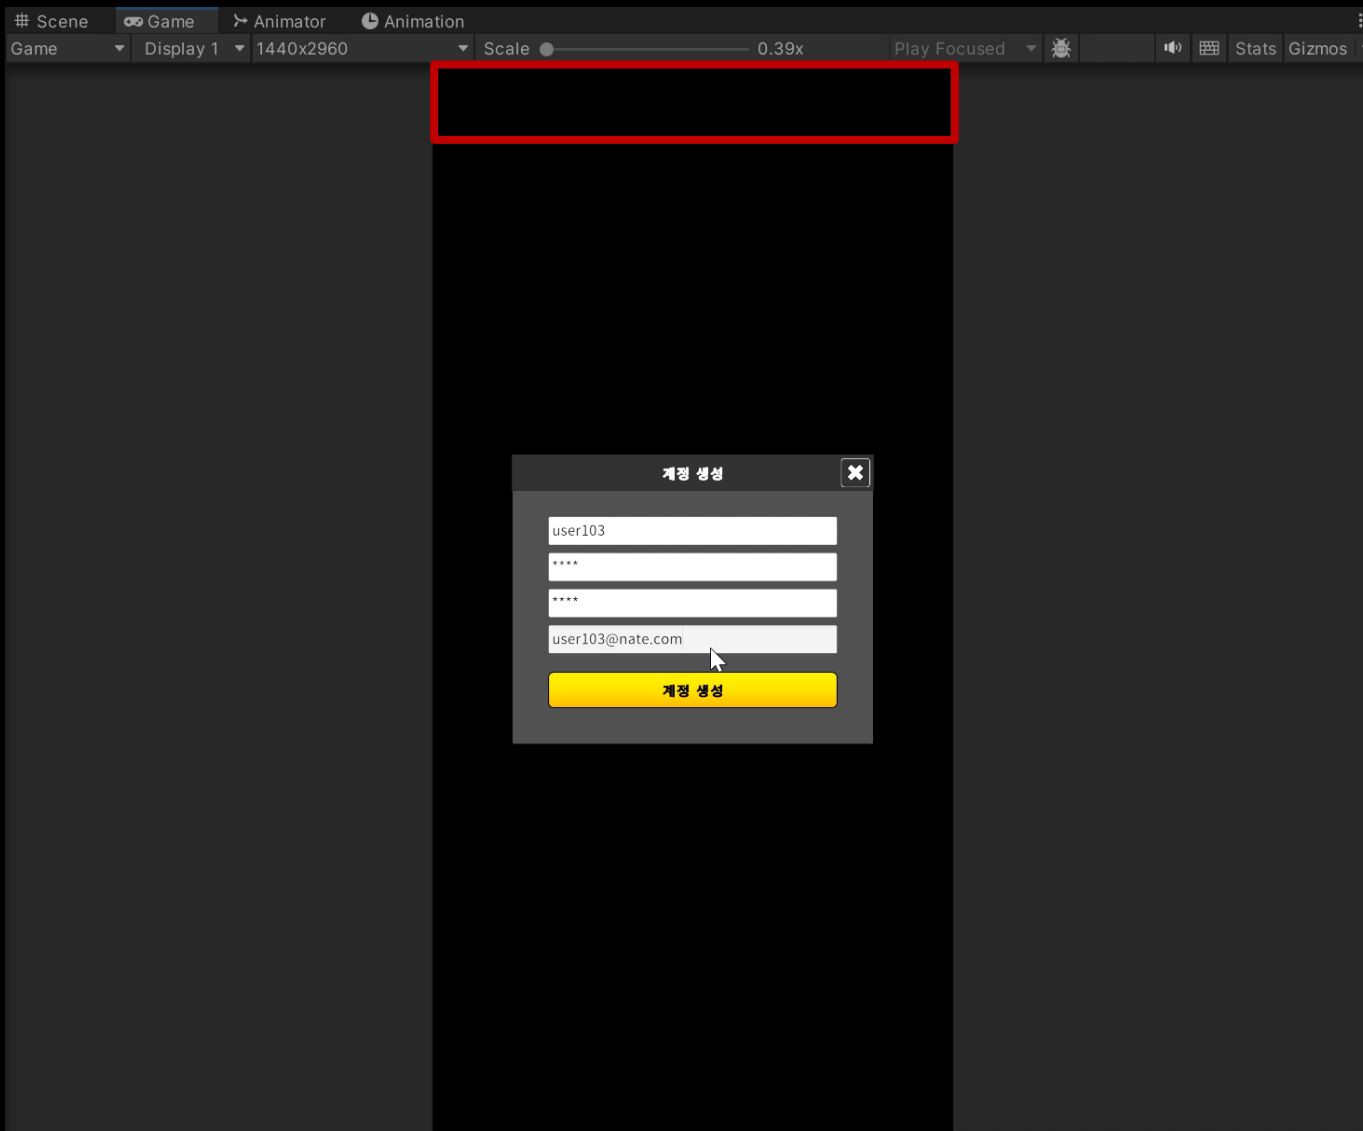 Scene Game Animator Animation
Game Display 1 1440x2960 Scale 0.39x Play Focused Stats Gizmos
계정 생성
user103
****
****
user103@nate.com
계정 생성